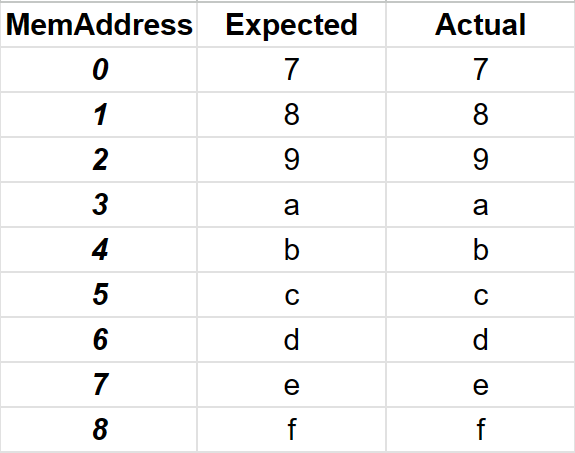 MemAddress Expected Actual
0 7 7
1 8 8
2 9 9
3 a a
4 b b
5 c c
6 d d
7 e e
8 f f